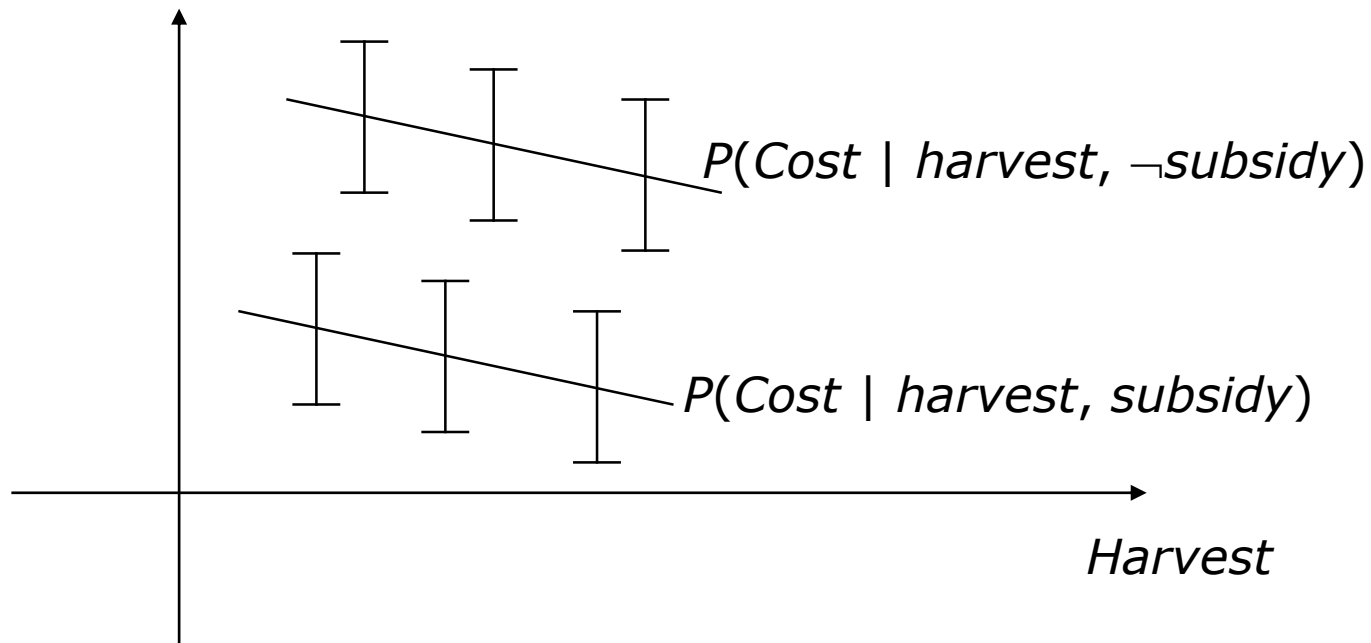 P(Cost | harvest, ¬subsidy)
P(Cost | harvest, subsidy)
Harvest